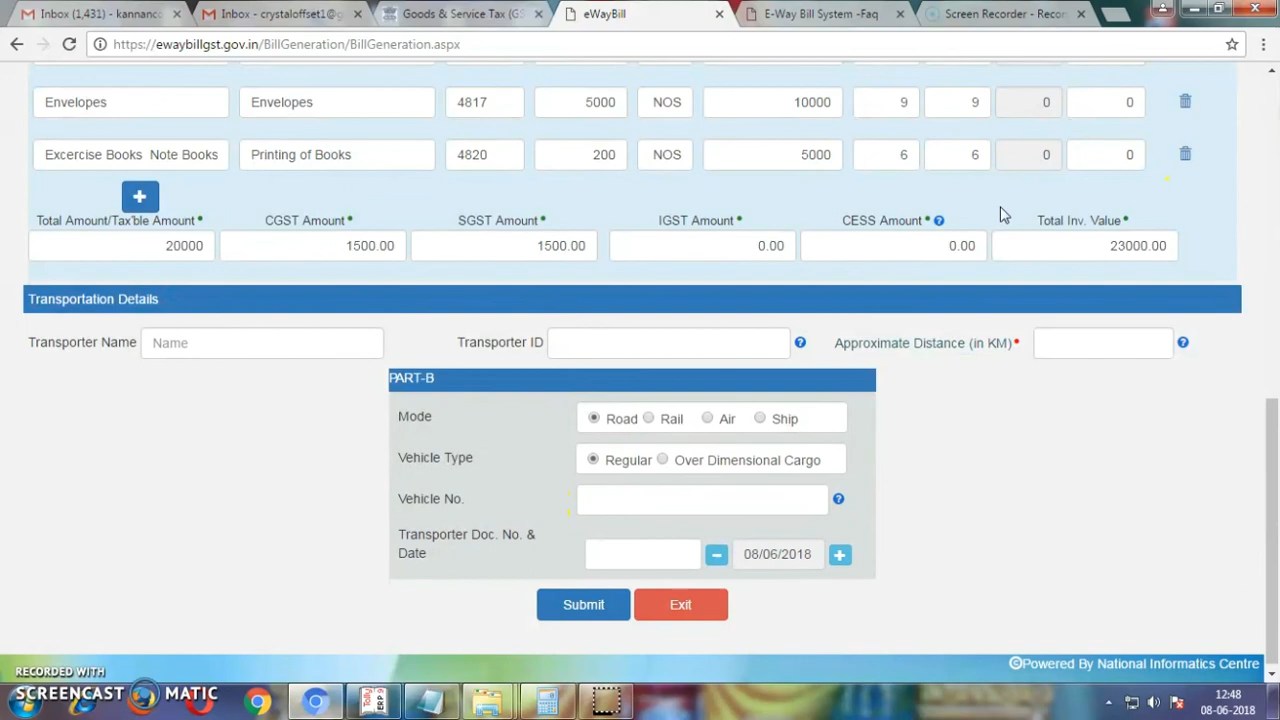 Inbox (1,431) - kannanco
Inbox - crystaloffset1@g
Goods & Service Tax (GS
eWayBill
E-Way Bill System -Faq
Screen Recorder - Recor
https://ewaybillgst.gov.in/BillGeneration/BillGeneration.aspx
Envelopes Envelopes 4817 5000 NOS 10000 9 9 0 0
Excercise Books Note Books Printing of Books 4820 200 NOS 5000 6 6 0 0
Total Amount/Tax'ble Amount CGST Amount SGST Amount IGST Amount CESS Amount Total Inv. Value
20000 1500.00 1500.00 0.00 0.00 23000.00
Transportation Details
Transporter Name Name Transporter ID Approximate Distance (in KM)
PART-B
Mode Road Rail Air Ship
Vehicle Type Regular Over Dimensional Cargo
Vehicle No.
Transporter Doc. No. &
Date 08/06/2018
Submit Exit
©Powered By National Informatics Centre
RECORDED WITH
SCREENCAST MATIC
Tally
ERP 9
12:48
08-06-2018